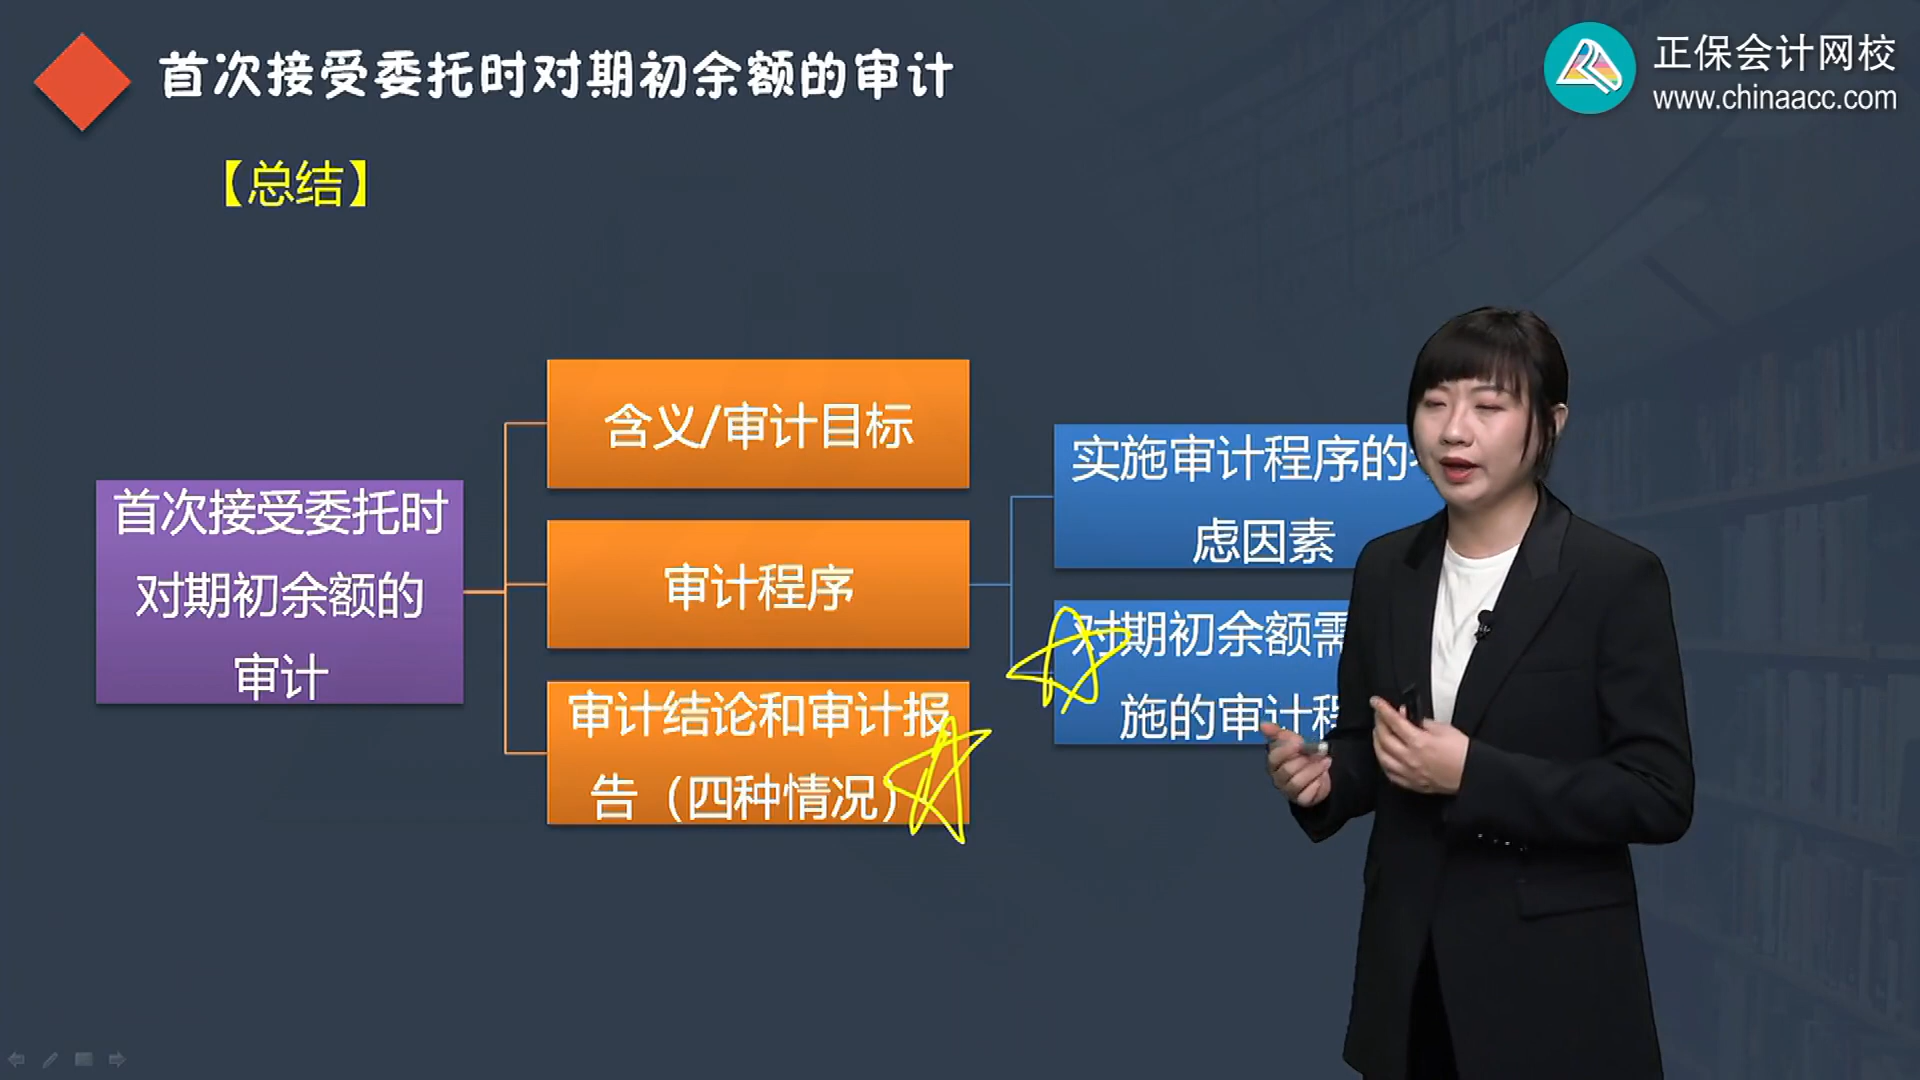 首次接受委托时对期初余额的审计
正保会计网校
www.chinaacc.com
【总结】
首次接受委托时
对期初余额的
审计
含义/审计目标
审计程序
审计结论和审计报
告（四种情况）
实施审计程序的
虑因素
对期初余额需
施的审计程